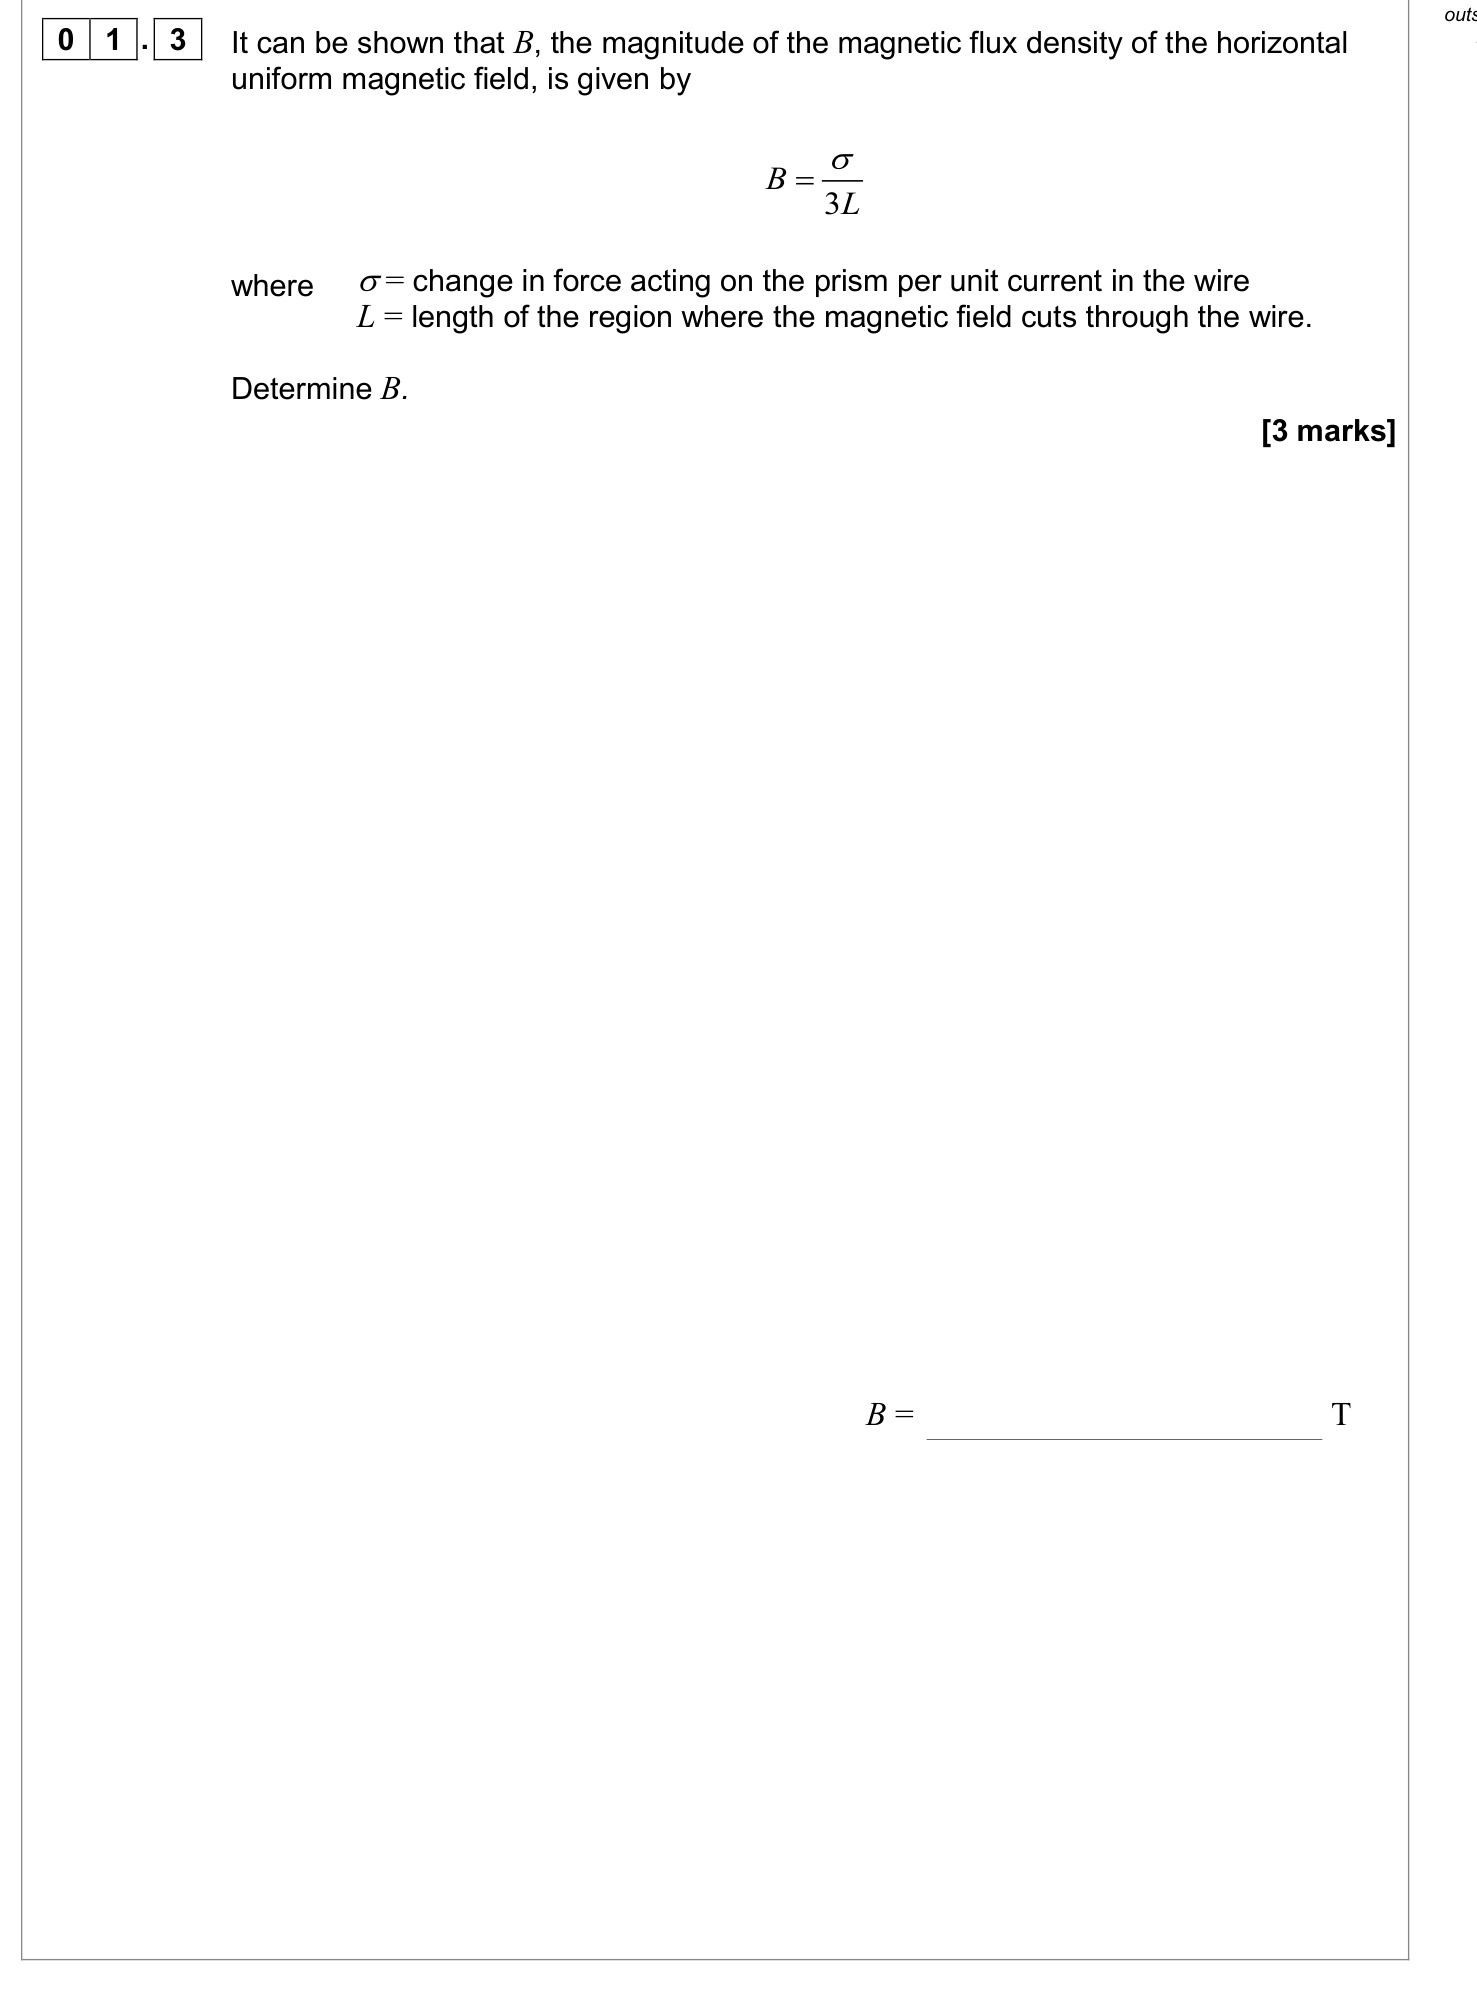 outs
0 1 . 3 It can be shown that B, the magnitude of the magnetic flux density of the horizontal
uniform magnetic field, is given by
B = σ / 3L
where σ = change in force acting on the prism per unit current in the wire
L = length of the region where the magnetic field cuts through the wire.
Determine B.
[3 marks]
B = T